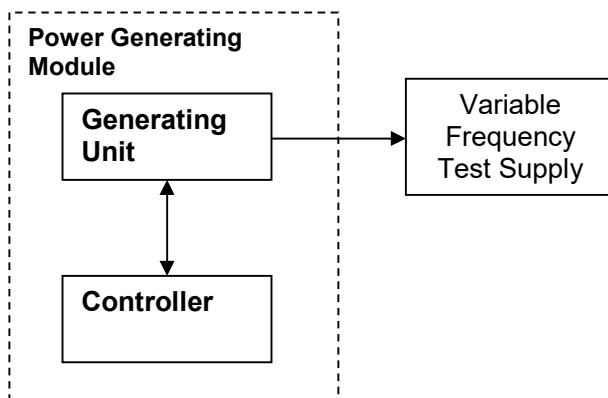 Power Generating
Module
Generating
Unit
Variable
Frequency
Test Supply
Controller